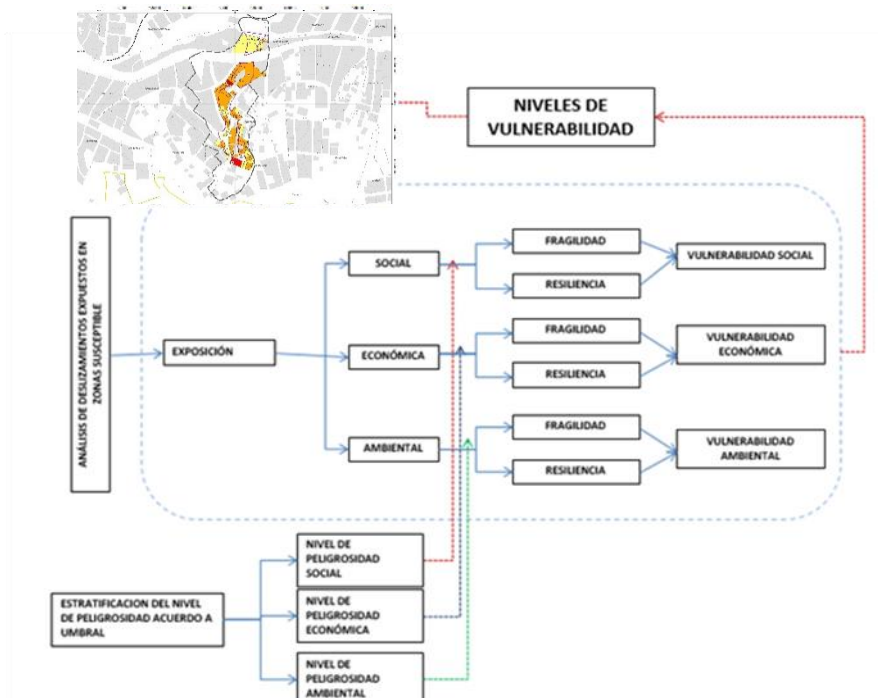 NIVELES DE
VULNERABILIDAD
ANÁLISIS DE DESLIZAMIENTOS EXPUESTOS EN
ZONAS SUSCEPTIBLE
EXPOSICIÓN
SOCIAL
FRAGILIDAD
RESILIENCIA
VULNERABILIDAD SOCIAL
ECONÓMICA
FRAGILIDAD
RESILIENCIA
VULNERABILIDAD
ECONÓMICA
AMBIENTAL
FRAGILIDAD
RESILIENCIA
VULNERABILIDAD
AMBIENTAL
ESTRATIFICACION DEL NIVEL
DE PELIGROSIDAD ACUERDO A
UMBRAL
NIVEL DE
PELIGROSIDAD
SOCIAL
NIVEL DE
PELIGROSIDAD
ECONÓMICA
NIVEL DE
PELIGROSIDAD
AMBIENTAL